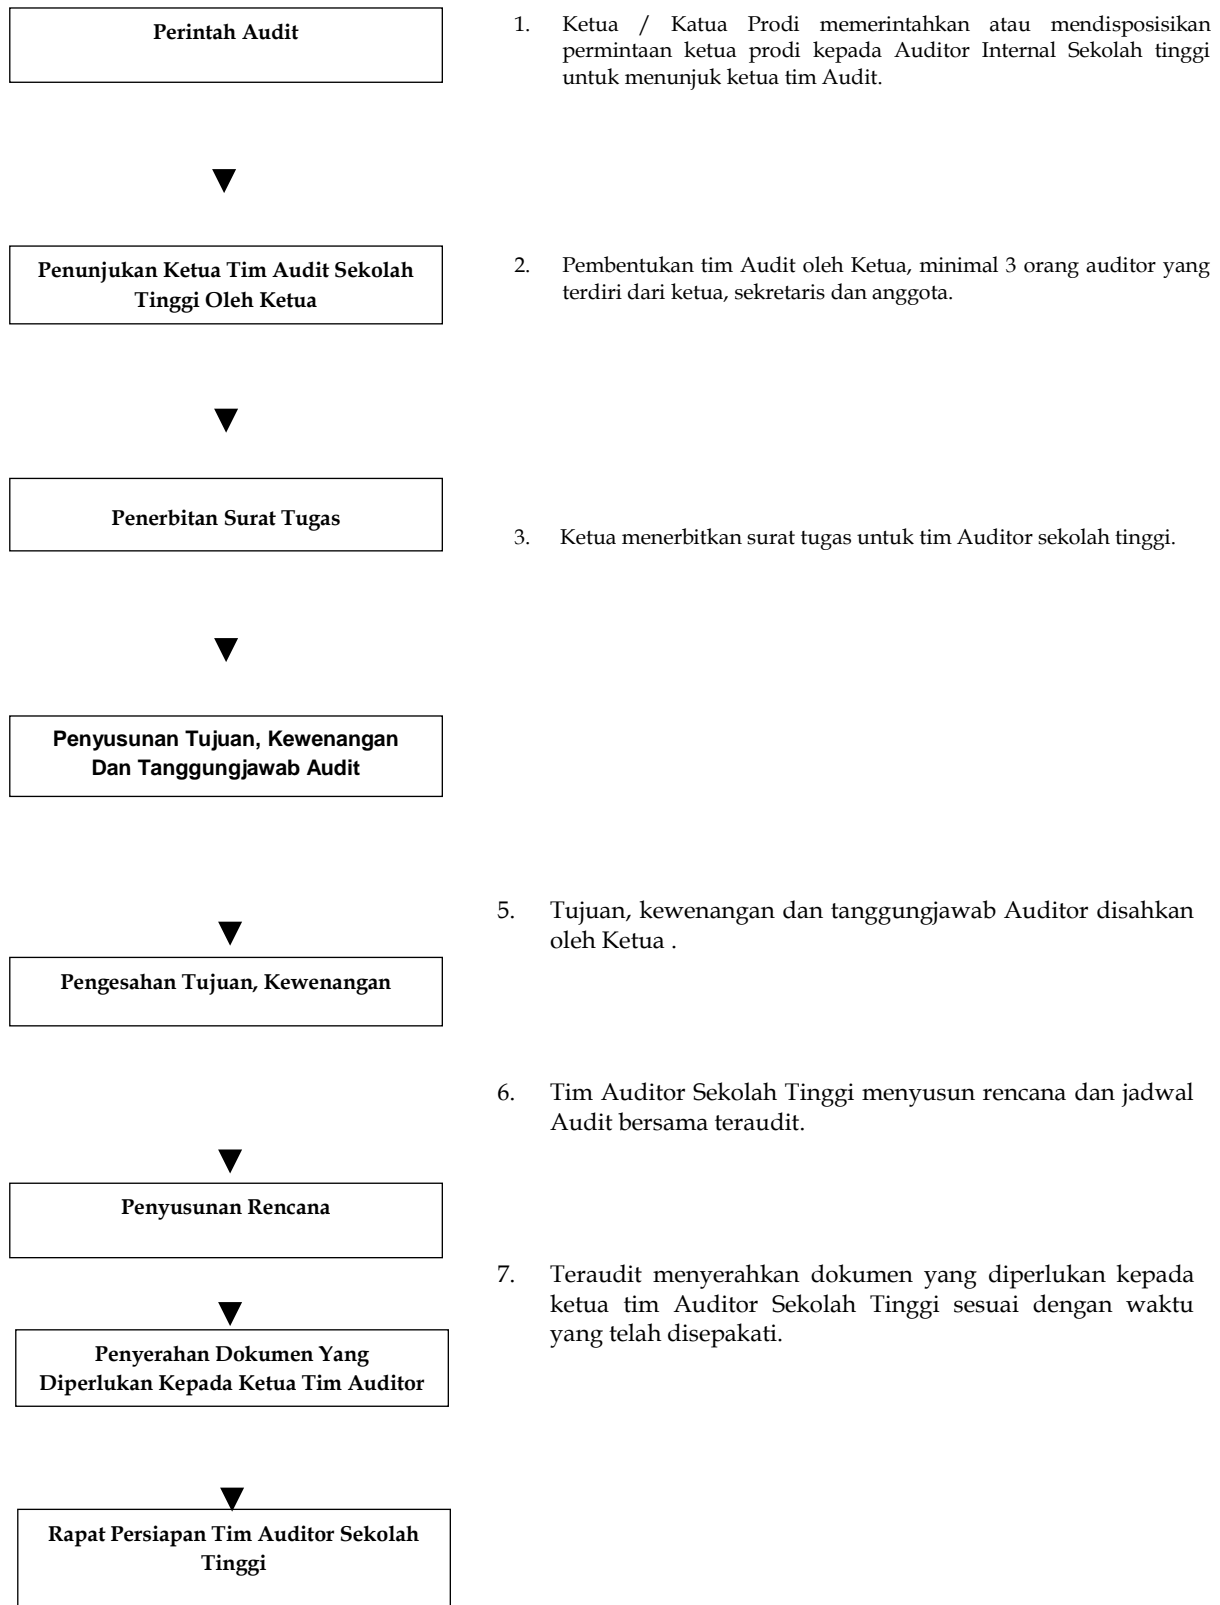 Perintah Audit
1. Ketua / Katua Prodi memerintahkan atau mendisposisikan
permintaan ketua prodi kepada Auditor Internal Sekolah tinggi
untuk menunjuk ketua tim Audit.
▼
Penunjukan Ketua Tim Audit Sekolah
Tinggi Oleh Ketua
2. Pembentukan tim Audit oleh Ketua, minimal 3 orang auditor yang
terdiri dari ketua, sekretaris dan anggota.
▼
Penerbitan Surat Tugas
3. Ketua menerbitkan surat tugas untuk tim Auditor sekolah tinggi.
▼
Penyusunan Tujuan, Kewenangan
Dan Tanggungjawab Audit
5. Tujuan, kewenangan dan tanggungjawab Auditor disahkan
oleh Ketua .
▼
Pengesahan Tujuan, Kewenangan
6. Tim Auditor Sekolah Tinggi menyusun rencana dan jadwal
Audit bersama teraudit.
▼
Penyusunan Rencana
7. Teraudit menyerahkan dokumen yang diperlukan kepada
ketua tim Auditor Sekolah Tinggi sesuai dengan waktu
yang telah disepakati.
▼
Penyerahan Dokumen Yang
Diperlukan Kepada Ketua Tim Auditor
▼
Rapat Persiapan Tim Auditor Sekolah
Tinggi